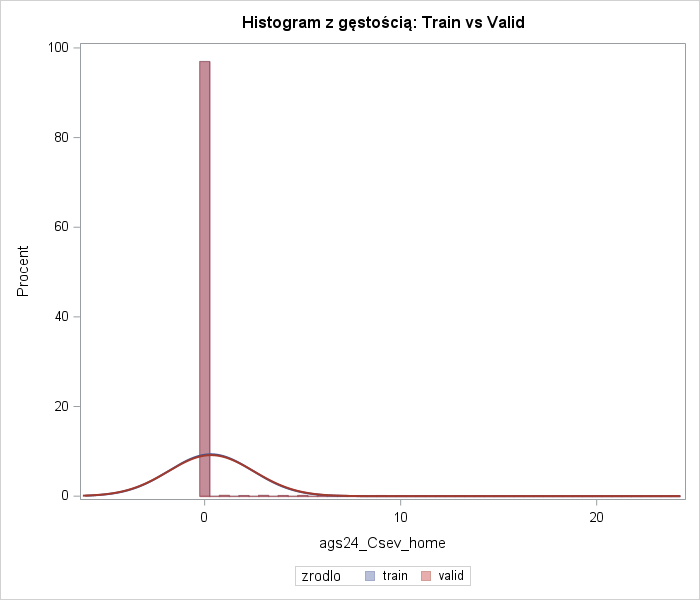 Histogram z gęstością: Train vs Valid
100
80
60
40
20
0
Procent
0 10 20
ags24_Csev_home
zrodlo train valid